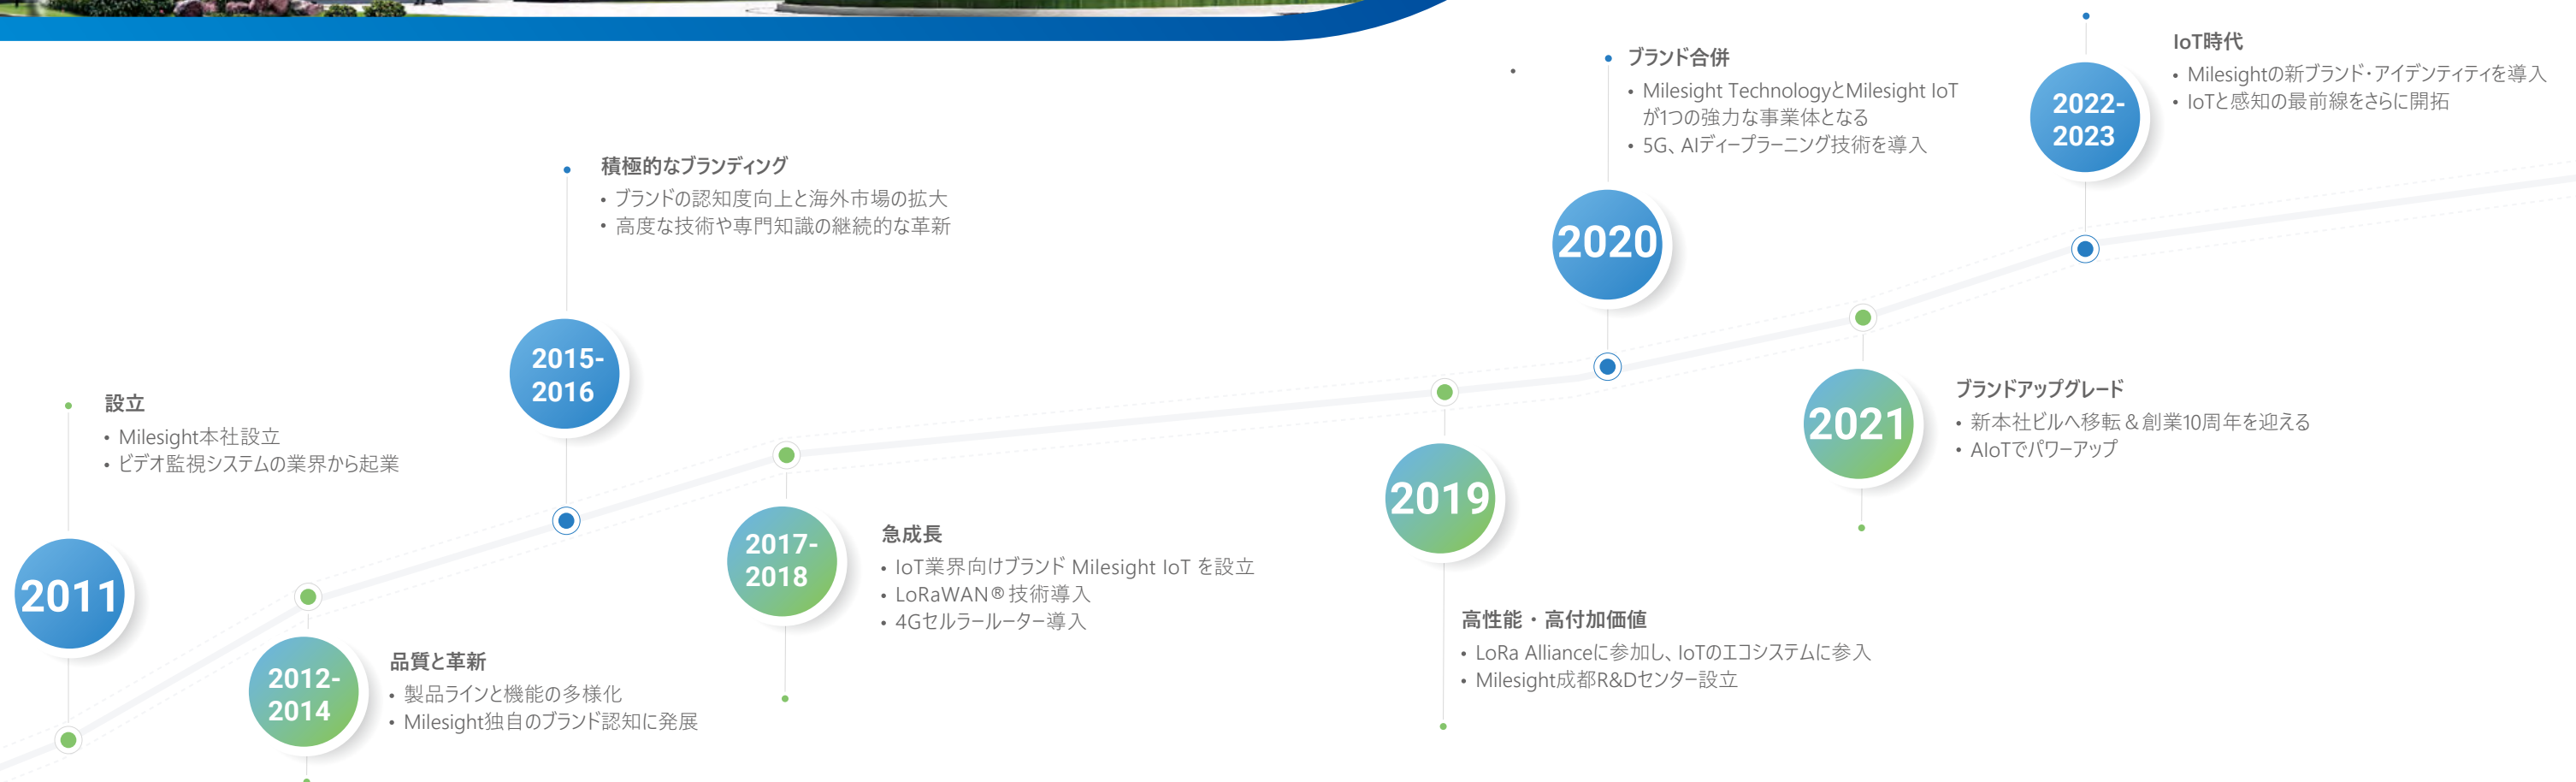 2011
設立
• Milesight本社設立
• ビデオ監視システムの業界から起業
2012-
2014
品質と革新
• 製品ラインと機能の多様化
• Milesight独自のブランド認知に発展
2015-
2016
積極的なブランディング
• ブランドの認知度向上と海外市場の拡大
• 高度な技術や専門知識の継続的な革新
2017-
2018
急成長
• IoT業界向けブランド Milesight IoT を設立
• LoRaWAN® 技術導入
• 4Gセルラールーター導入
2019
高性能・高付加価値
• LoRa Allianceに参加し、IoTのエコシステムに参入
• Milesight成都R&Dセンター設立
•
2020
ブランド合併
• Milesight TechnologyとMilesight IoT
が1つの強力な事業体となる
• 5G、AIディープラーニング技術を導入
2021
ブランドアップグレード
• 新本社ビルへ移転＆創業10周年を迎える
• AIoTでパワーアップ
2022-
2023
IoT時代
• Milesightの新ブランド・アイデンティティを導入
• IoTと感知の最前線をさらに開拓